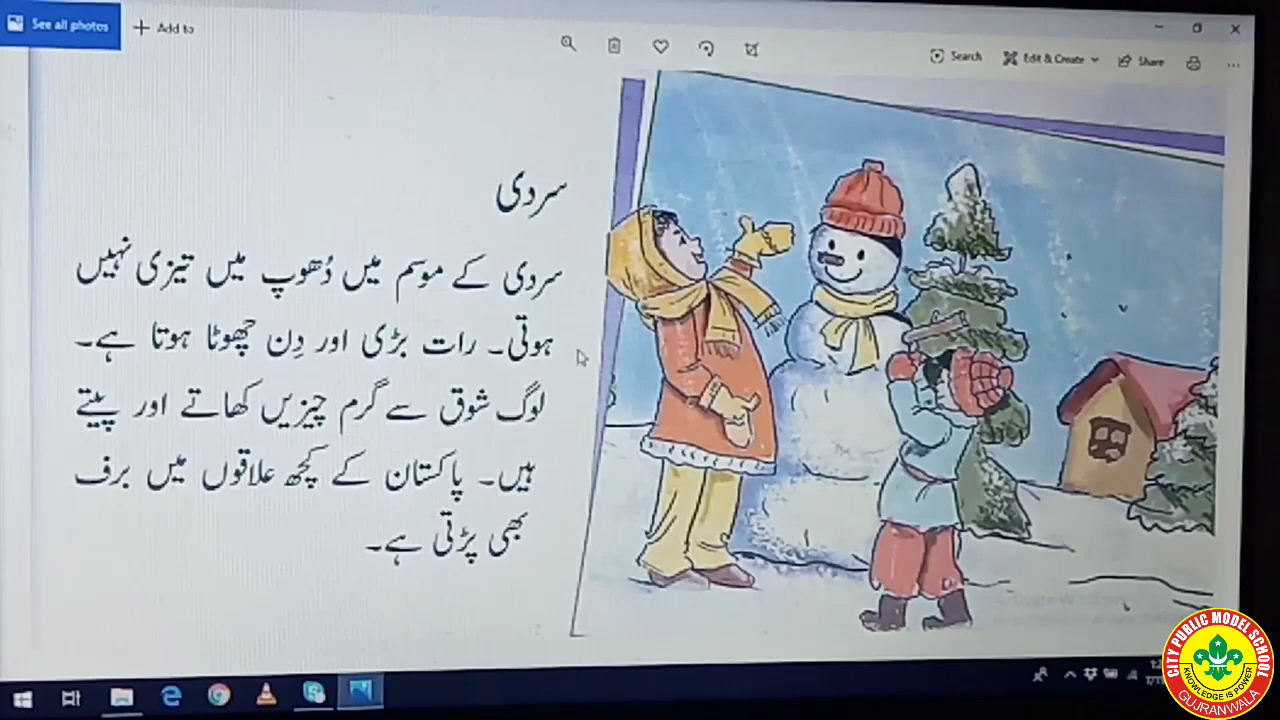 See all photos
Add to
Search
Edit & Create
Share
سردی
سردی کے موسم میں دُھوپ میں تیزی نہیں
ہوتی۔ رات بڑی اور دِن چھوٹا ہوتا ہے۔
لوگ شوق سے گرم چیزیں کھاتے اور پیتے
ہیں۔ پاکستان کے کچھ علاقوں میں برف
بھی پڑتی ہے۔
Activate Windows
CITY PUBLIC MODEL SCHOOL
KNOWLEDGE IS POWER
GUJRANWALA